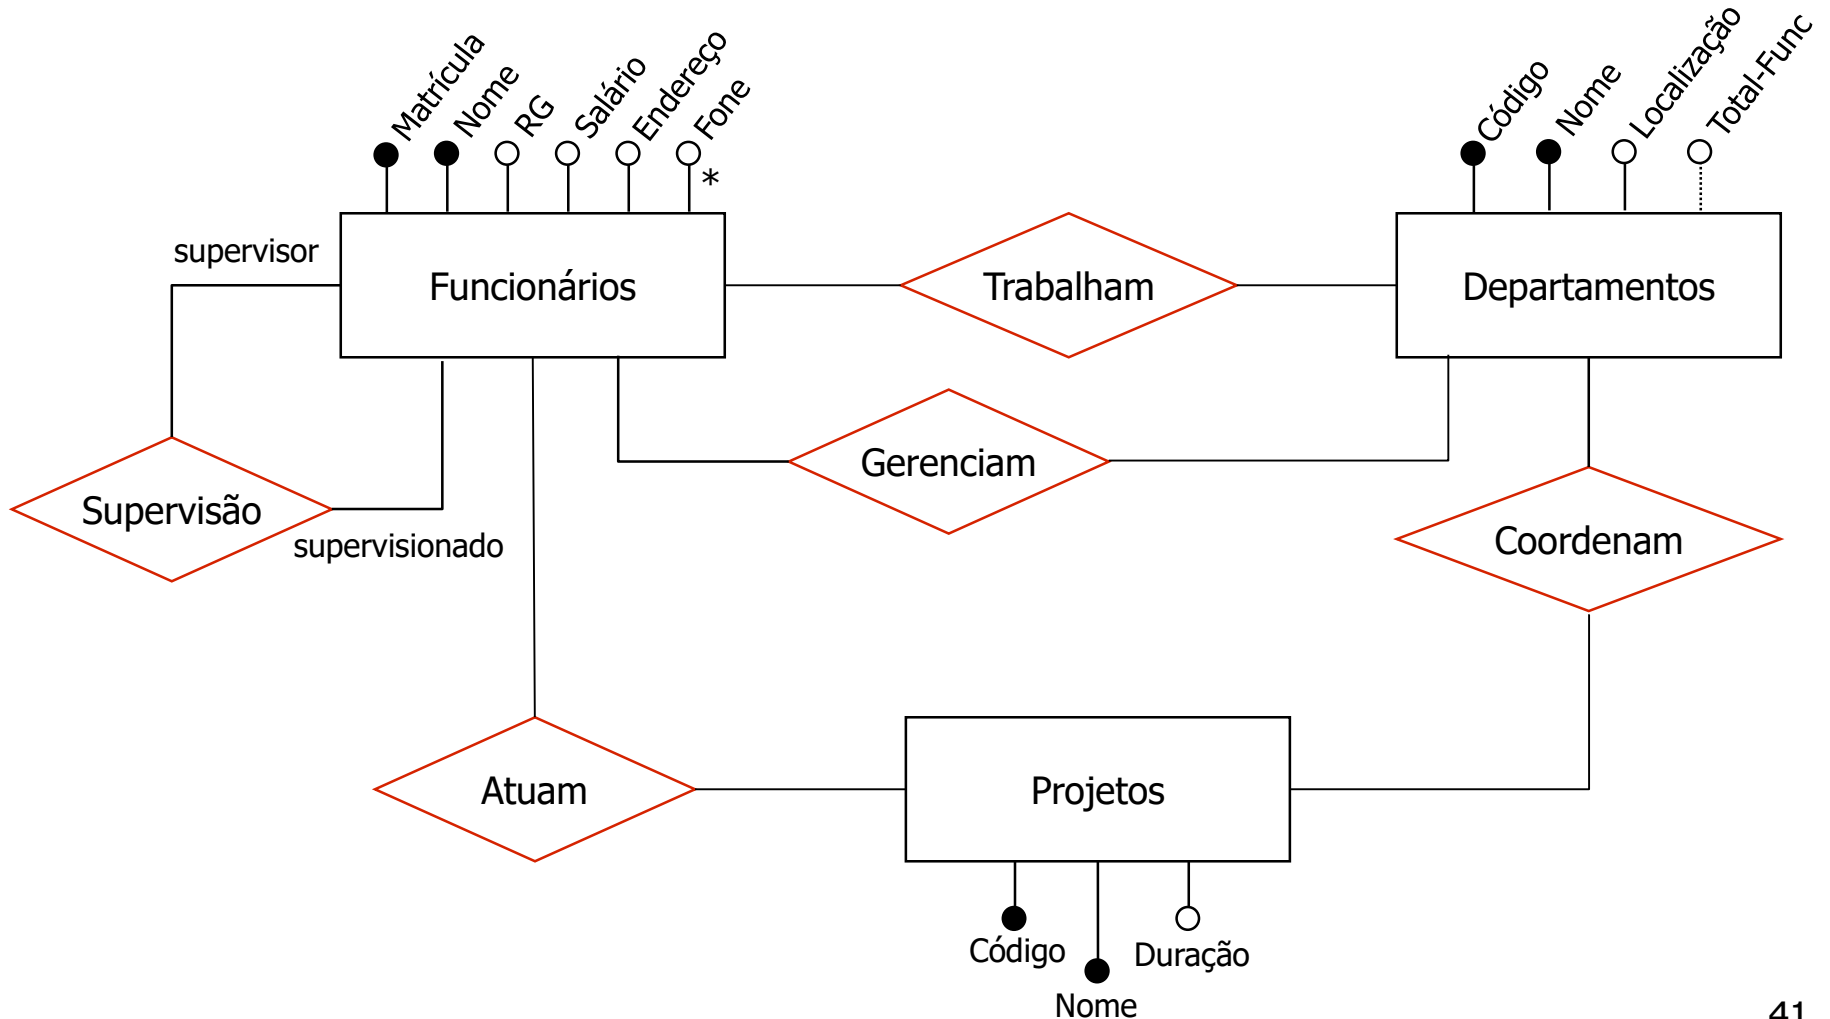 Matrícula
Nome
RG
Salário
Endereço
Fone
*
Código
Nome
Localização
Total-Func
supervisor
Funcionários
Trabalham
Departamentos
Gerenciam
Supervisão
supervisionado
Coordenam
Atuam
Projetos
Código
Duração
Nome
41